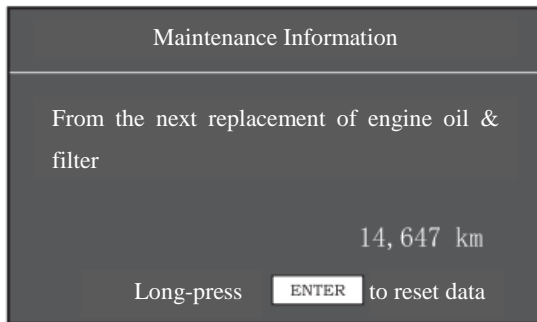 Maintenance Information
From the next replacement of engine oil &
filter
14,647 km
Long-press ENTER to reset data